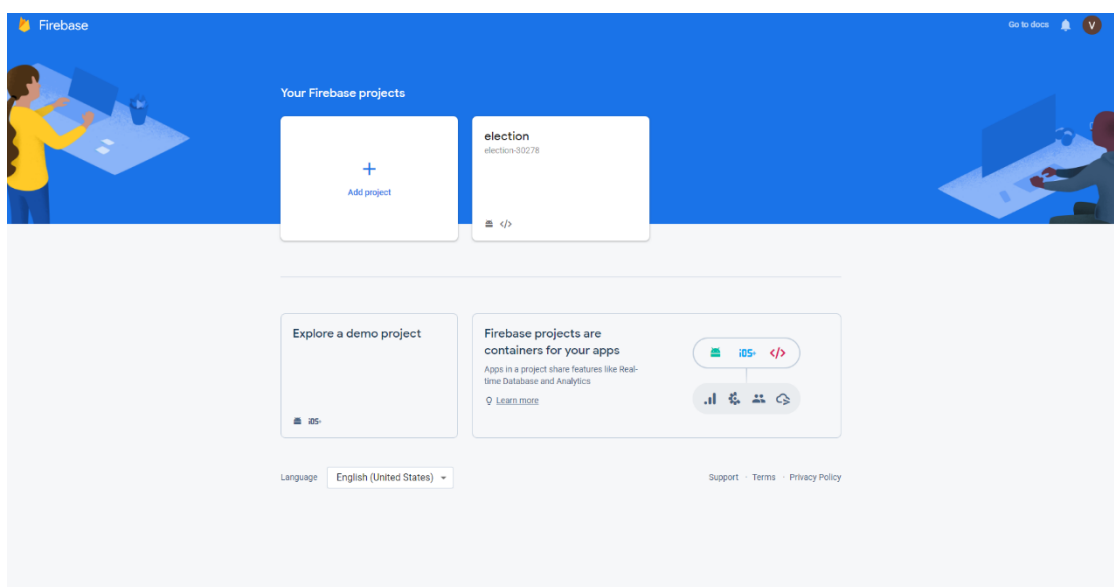 Firebase
Go to docs
V
Your Firebase projects
+
Add project
election
election-30278
</>
Explore a demo project
iOS+
Firebase projects are
containers for your apps
Apps in a project share features like Real-
time Database and Analytics
Learn more
iOS+ </>
Language English (United States)
Support · Terms · Privacy Policy